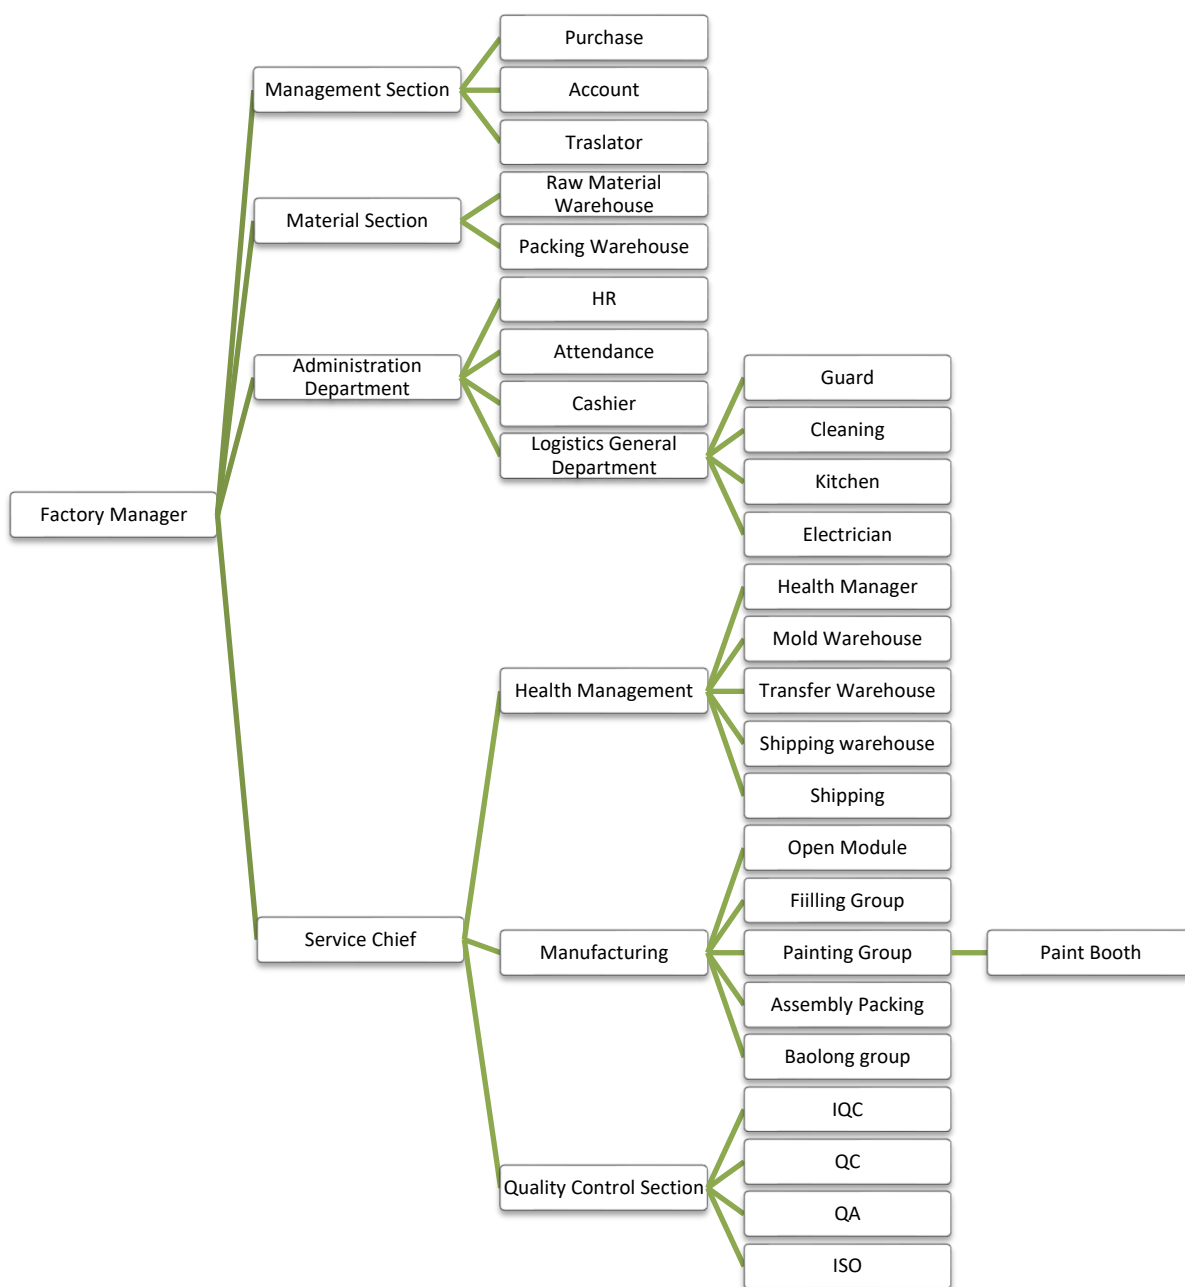 Purchase
Management Section
Account
Traslator
Raw Material
Warehouse
Material Section
Packing Warehouse
HR
Attendance
Administration
Department
Cashier
Logistics General
Department
Guard
Cleaning
Kitchen
Electrician
Factory Manager
Health Manager
Mold Warehouse
Health Management
Transfer Warehouse
Shipping warehouse
Shipping
Open Module
Fiilling Group
Service Chief
Manufacturing
Painting Group
Paint Booth
Assembly Packing
Baolong group
IQC
QC
Quality Control Section
QA
ISO